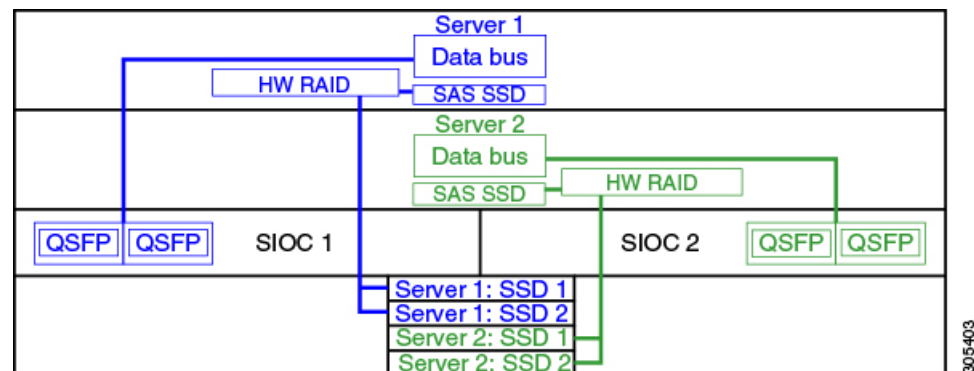 Server 1
Data bus
HW RAID
SAS SSD
Server 2
Data bus
HW RAID
SAS SSD
QSFP QSFP SIOC 1 SIOC 2 QSFP QSFP
Server 1: SSD 1
Server 1: SSD 2
Server 2: SSD 1
Server 2: SSD 2
305403